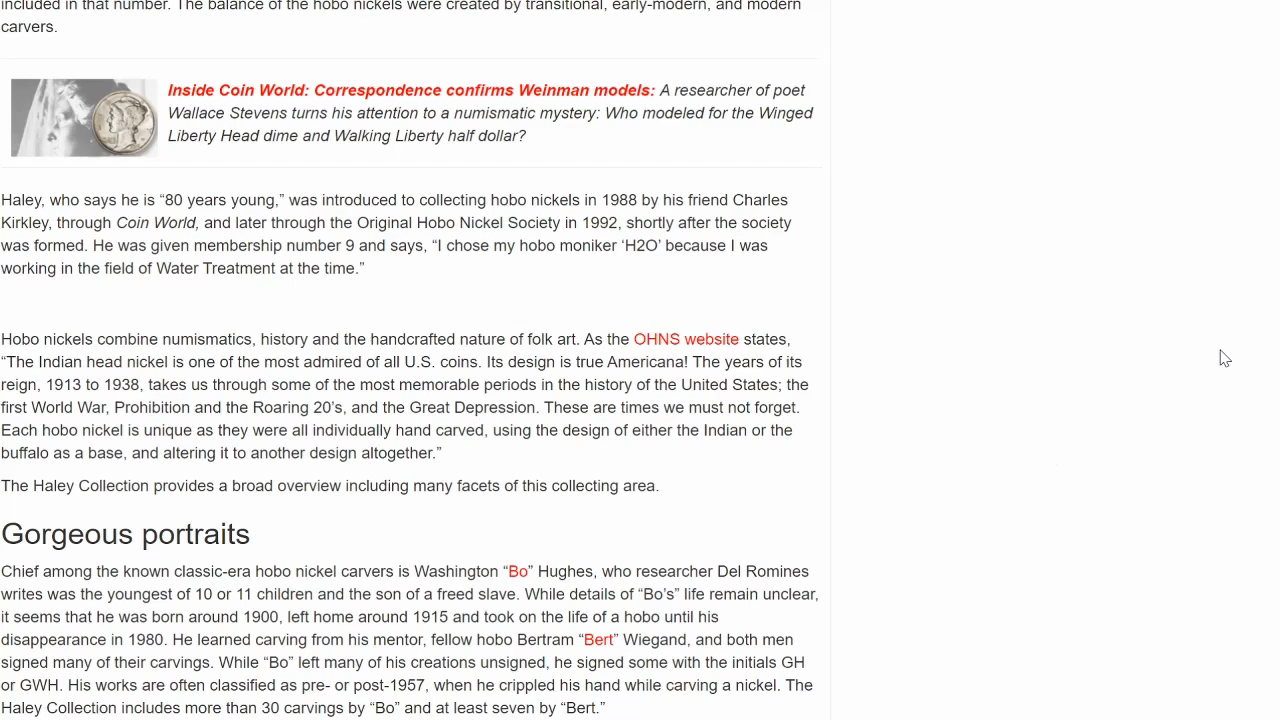 included in that number. The balance of the hobo nickels were created by transitional, early-modern, and modern
carvers.
Inside Coin World: Correspondence confirms Weinman models: A researcher of poet
Wallace Stevens turns his attention to a numismatic mystery: Who modeled for the Winged
Liberty Head dime and Walking Liberty half dollar?
Haley, who says he is “80 years young,” was introduced to collecting hobo nickels in 1988 by his friend Charles
Kirkley, through Coin World, and later through the Original Hobo Nickel Society in 1992, shortly after the society
was formed. He was given membership number 9 and says, “I chose my hobo moniker ‘H2O’ because I was
working in the field of Water Treatment at the time.”
Hobo nickels combine numismatics, history and the handcrafted nature of folk art. As the OHNS website states,
“The Indian head nickel is one of the most admired of all U.S. coins. Its design is true Americana! The years of its
reign, 1913 to 1938, takes us through some of the most memorable periods in the history of the United States; the
first World War, Prohibition and the Roaring 20’s, and the Great Depression. These are times we must not forget.
Each hobo nickel is unique as they were all individually hand carved, using the design of either the Indian or the
buffalo as a base, and altering it to another design altogether.”
The Haley Collection provides a broad overview including many facets of this collecting area.
Gorgeous portraits
Chief among the known classic-era hobo nickel carvers is Washington “Bo” Hughes, who researcher Del Romines
writes was the youngest of 10 or 11 children and the son of a freed slave. While details of “Bo’s” life remain unclear,
it seems that he was born around 1900, left home around 1915 and took on the life of a hobo until his
disappearance in 1980. He learned carving from his mentor, fellow hobo Bertram “Bert” Wiegand, and both men
signed many of their carvings. While “Bo” left many of his creations unsigned, he signed some with the initials GH
or GWH. His works are often classified as pre- or post-1957, when he crippled his hand while carving a nickel. The
Haley Collection includes more than 30 carvings by “Bo” and at least seven by “Bert.”